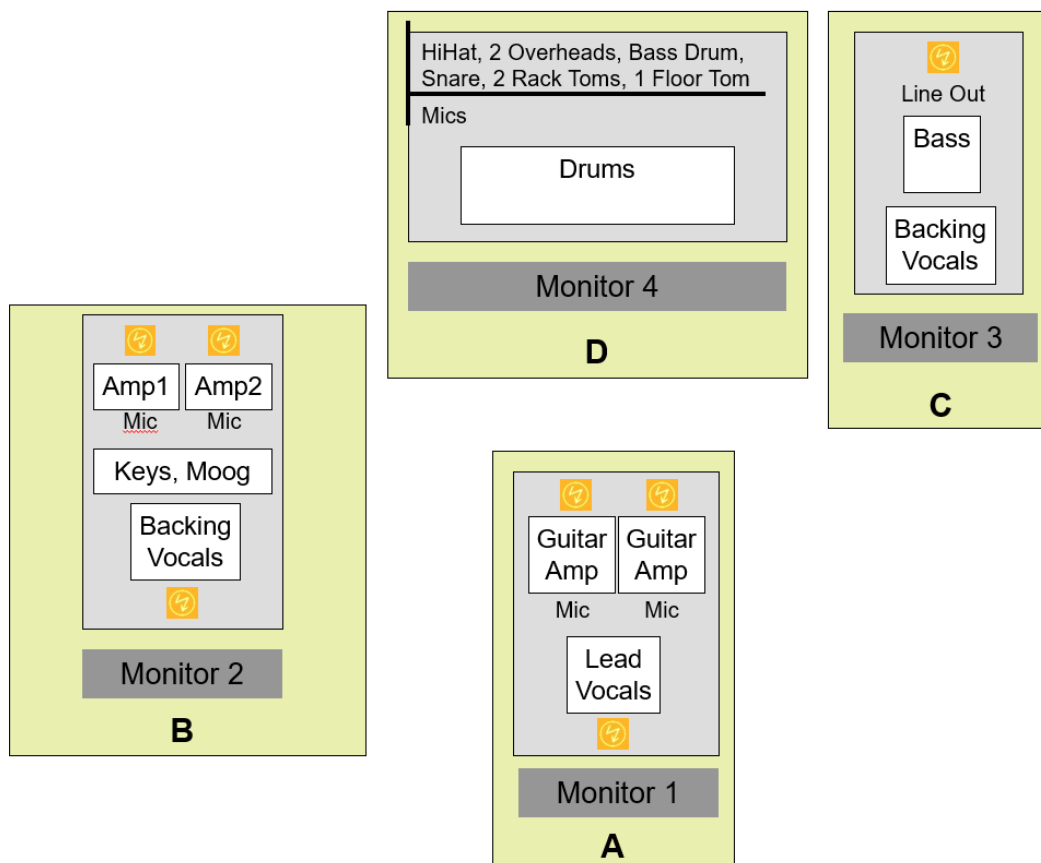 HiHat, 2 Overheads, Bass Drum,
Snare, 2 Rack Toms, 1 Floor Tom
Mics
Drums
Monitor 4
D
Line Out
Bass
Backing
Vocals
Monitor 3
C
Amp1
Amp2
Mic
Mic
Keys, Moog
Backing
Vocals
Monitor 2
B
Guitar
Amp
Guitar
Amp
Mic
Mic
Lead
Vocals
Monitor 1
A